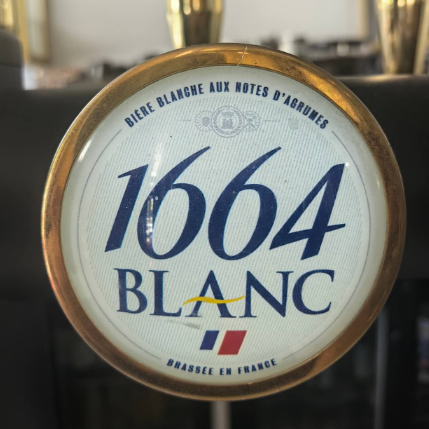 BIÈRE BLANCHE AUX NOTES D'AGRUMES
1664
BLANC
BRASSÉE EN FRANCE